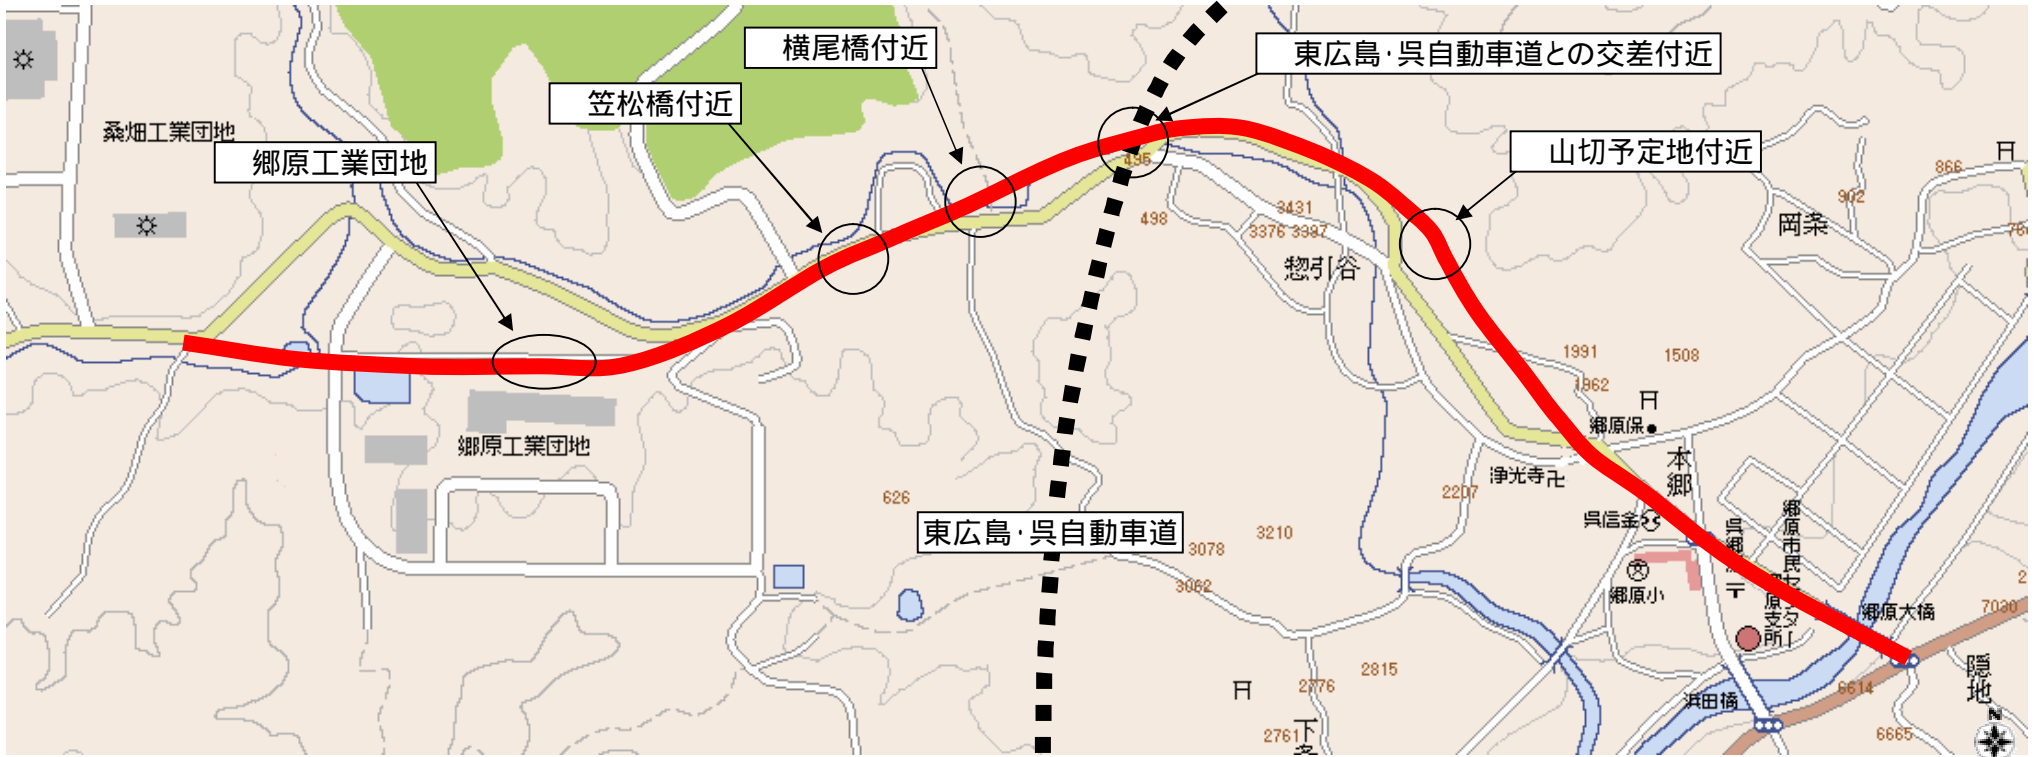 横尾橋付近
東広島・呉自動車道との交差付近
笠松橋付近
桑畑工業団地
郷原工業団地
山切予定地付近
495
866
902
498
3431
3376 3397
岡条
惣引谷
1991
1508
1962
郷原保
郷原工業団地
本郷
浄光寺
2207
626
呉信金
東広島・呉自動車道
3210
3078
3062
郷原小
郷原大橋
7030
2815
2776
隠地
6614
浜田橋
2761
6665
N